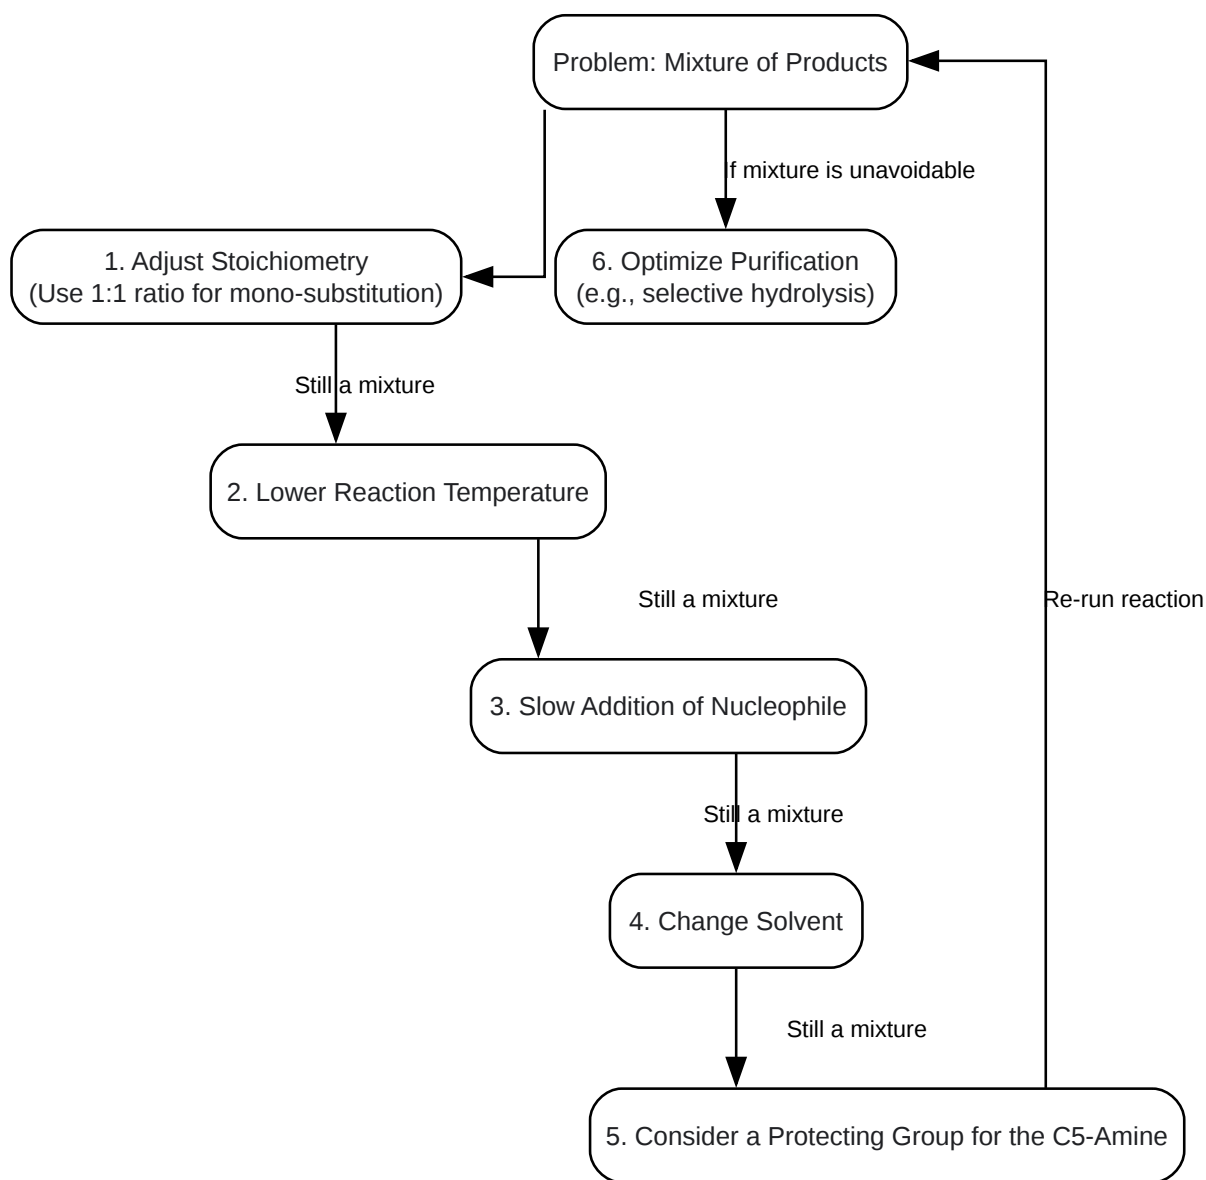 Problem: Mixture of Products
If mixture is unavoidable
1. Adjust Stoichiometry
(Use 1:1 ratio for mono-substitution)
6. Optimize Purification
(e.g., selective hydrolysis)
Still a mixture
2. Lower Reaction Temperature
Still a mixture
Re-run reaction
3. Slow Addition of Nucleophile
Still a mixture
4. Change Solvent
Still a mixture
5. Consider a Protecting Group for the C5-Amine